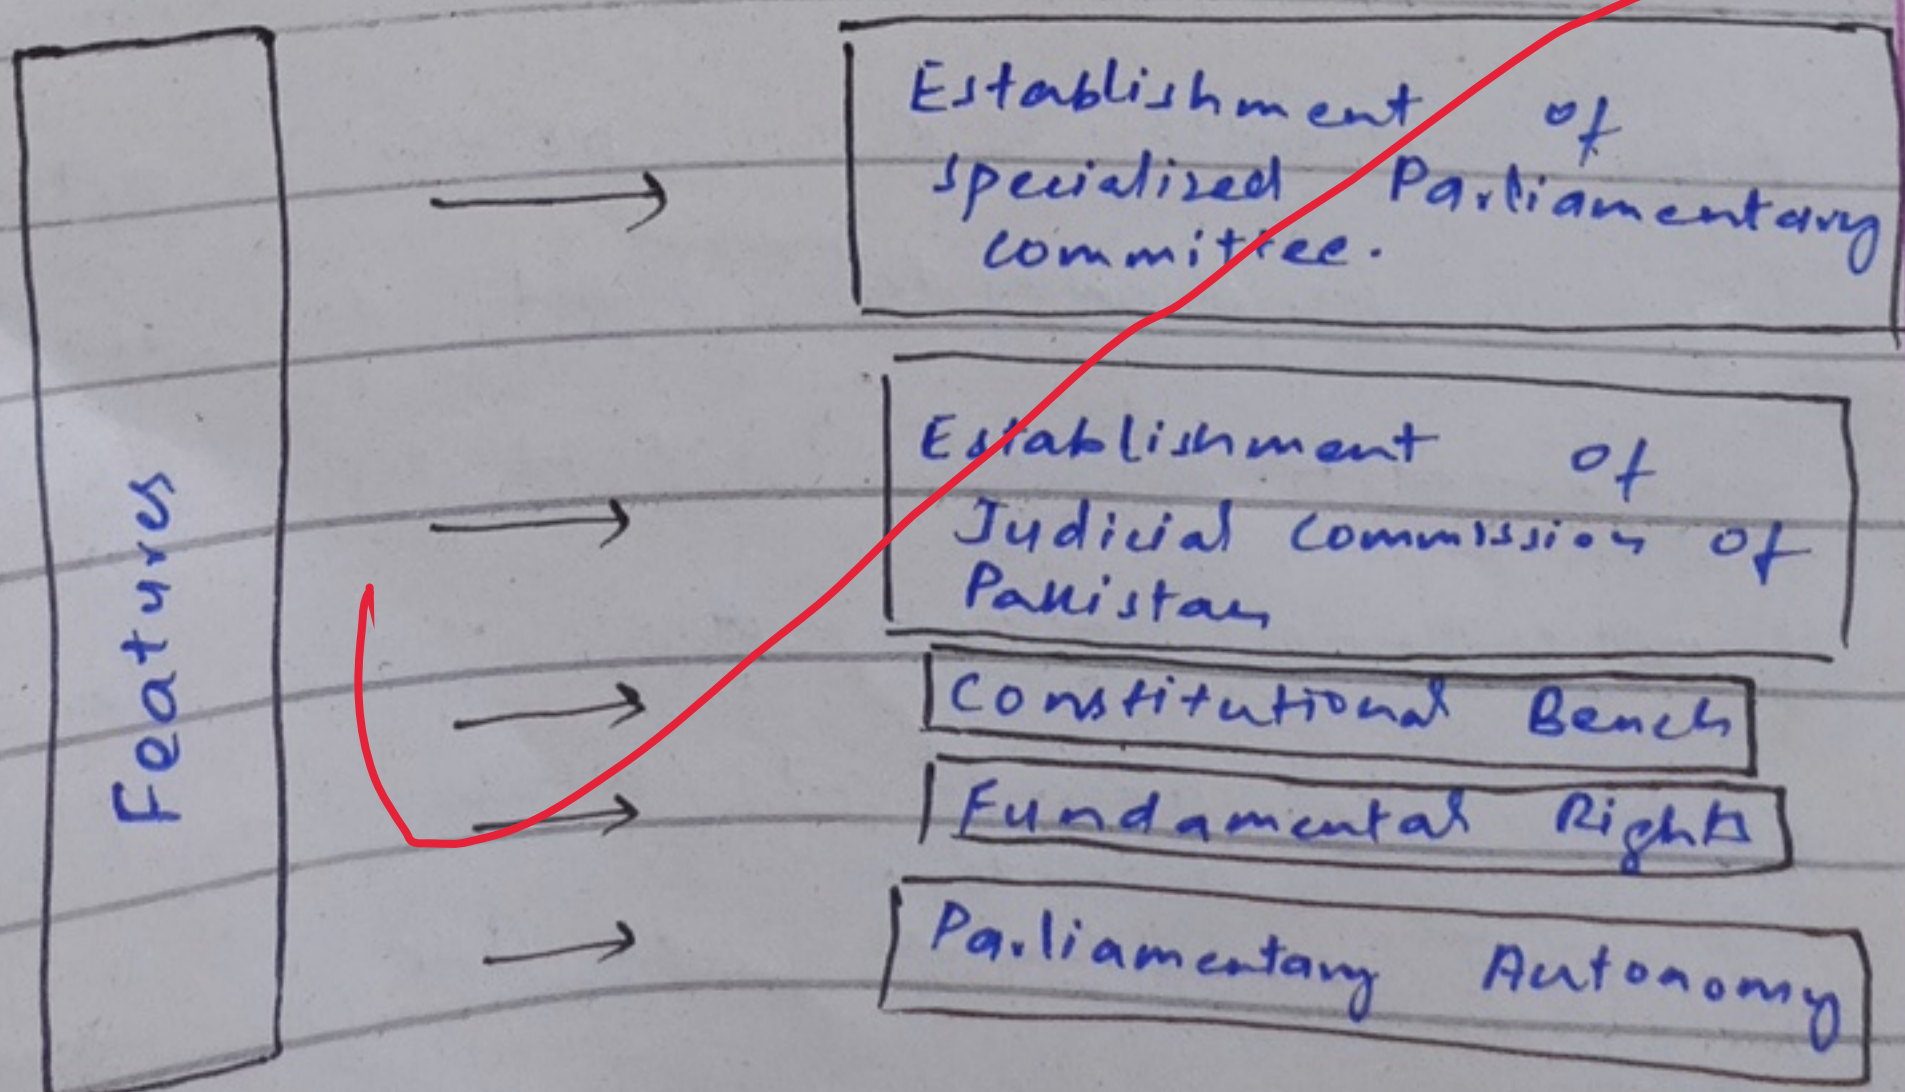 Features
Establishment of
specialized Parliamentary
committee.
Establishment of
Judicial Commission of
Pakistan
Constitutional Bench
Fundamental Rights
Parliamentary Autonomy